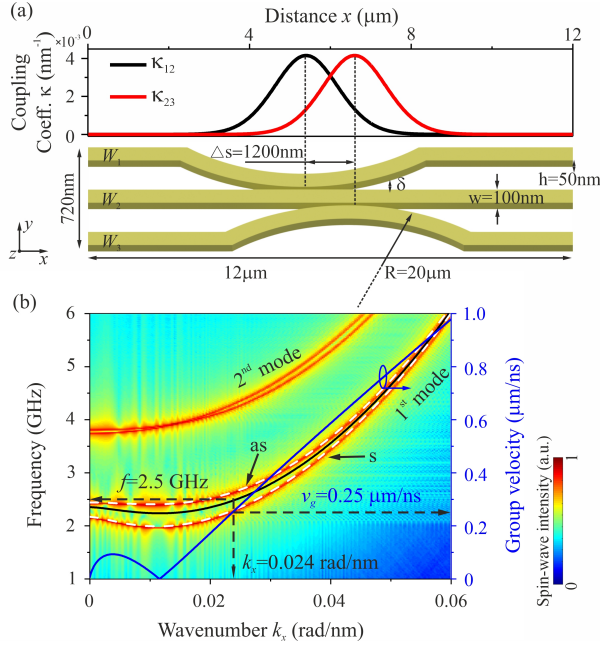 (a)
Distance x (μm)
0 4 8 12
×10⁻³
Coupling
Coeff. κ (nm⁻¹)
4
2
0
κ₁₂
κ₂₃
△s=1200nm
W₁
W₂
W₃
720nm
δ
h=50nm
w=100nm
y
z x
12μm
R=20μm
(b)
Frequency (GHz)
6
5
4
3
2
1
2ⁿᵈ mode
1ˢᵗ mode
as
s
f=2.5 GHz
v_g=0.25 μm/ns
kₓ=0.024 rad/nm
0 0.02 0.04 0.06
Wavenumber kₓ (rad/nm)
1.0
0.8
0.6
0.4
0.2
0
Group velocity (μm/ns)
Spin-wave intensity (a.u.)
1
0